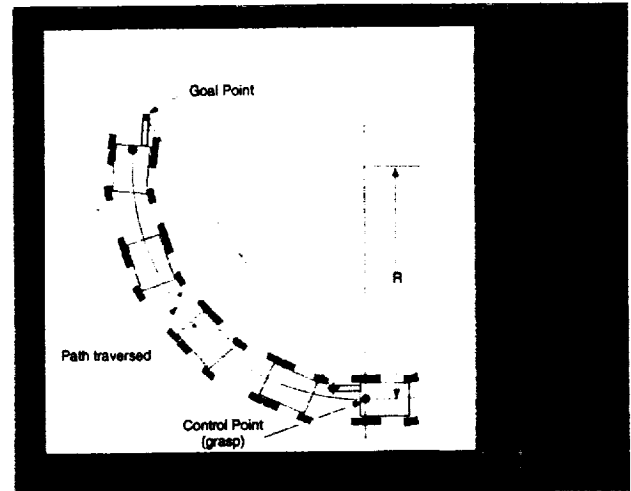 Goal Point
R
Path traversed
Control Point
(grasp)